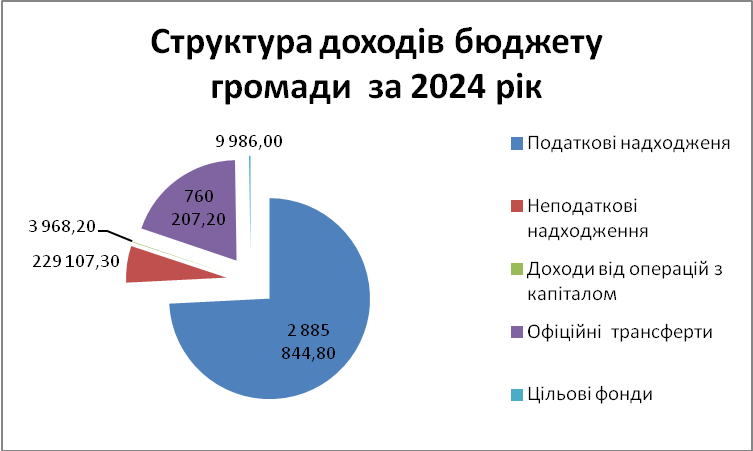 Структура доходів бюджету
громади за 2024 рік
9 986,00
760
207,20
3 968,20
229 107,30
2 885
844,80
Податкові надходженя
Неподаткові
надходження
Доходи від операцій з
капіталом
Офіційні трансферти
Цільові фонди